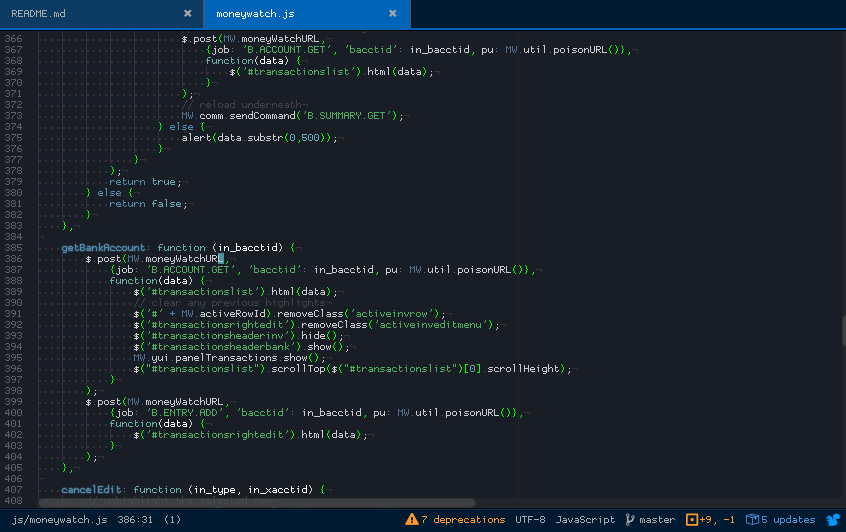 README.md ×
moneywatch.js ×
366 $.post(MW.moneyWatchURL,
367 {job: 'B.ACCOUNT.GET', 'bacctid': in_bacctid, pu: MW.util.poisonURL()},
368 function(data) {
369 $('#transactionslist').html(data);
370 }
371 );
372 // reload underneath
373 MW.comm.sendCommand('B.SUMMARY.GET');
374 } else {
375 alert(data.substr(0,500));
376 }
377 }
378 );
379 return true;
380 } else {
381 return false;
382 }
383 },
384
385 getBankAccount: function (in_bacctid) {
386 $.post(MW.moneyWatchURL,
387 {job: 'B.ACCOUNT.GET', 'bacctid': in_bacctid, pu: MW.util.poisonURL()},
388 function(data) {
389 $('#transactionslist').html(data);
390 // clear any previous highlights
391 $('#' + MW.activeRowId).removeClass('activeinvrow');
392 $('#transactionsrightedit').removeClass('activeinveditmenu');
393 $('#transactionsheaderinv').hide();
394 $('#transactionsheaderbank').show();
395 MW.yui.panelTransactions.show();
396 $("#transactionslist").scrollTop($("#transactionslist")[0].scrollHeight);
397 }
398 );
399 $.post(MW.moneyWatchURL,
400 {job: 'B.ENTRY.ADD', 'bacctid': in_bacctid, pu: MW.util.poisonURL()},
401 function(data) {
402 $('#transactionsrightedit').html(data);
403 }
404 );
405 },
406
407 cancelEdit: function (in_type, in_xacctid) {
408
js/moneywatch.js 386:31 (1) 7 deprecations UTF-8 JavaScript master +9, -1 5 updates